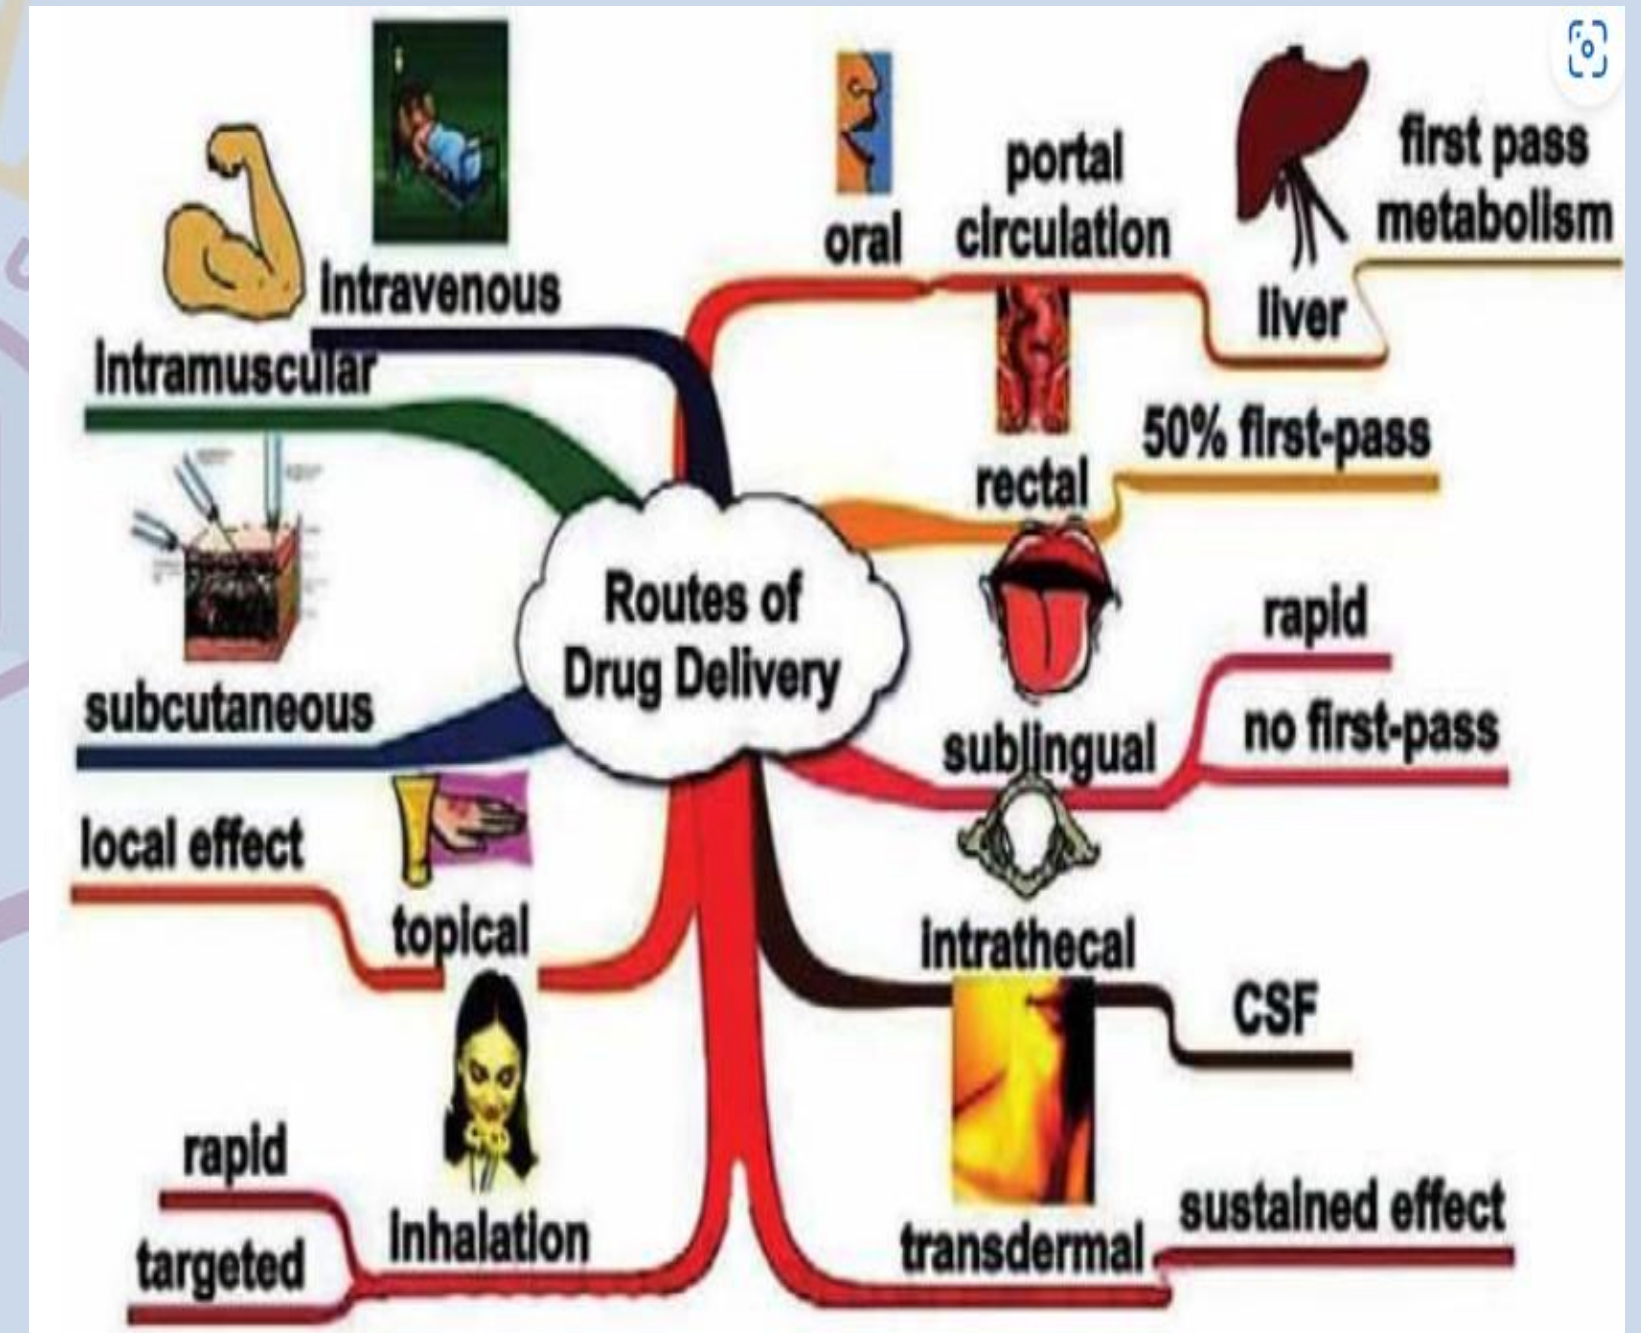 Routes of
Drug Delivery
intravenous
Intramuscular
subcutaneous
local effect
topical
rapid
targeted
Inhalation
oral
portal
circulation
liver
first pass
metabolism
rectal
50% first-pass
sublingual
rapid
no first-pass
intrathecal
CSF
transdermal
sustained effect